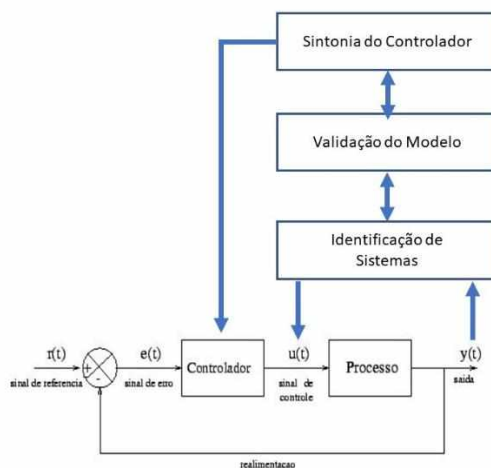 Sintonia do Controlador
Validação do Modelo
Identificação de
Sistemas
r(t)
e(t)
u(t)
y(t)
+
-
Controlador
Processo
sinal de referencia
sinal de erro
sinal de
controle
saida
realimentacao